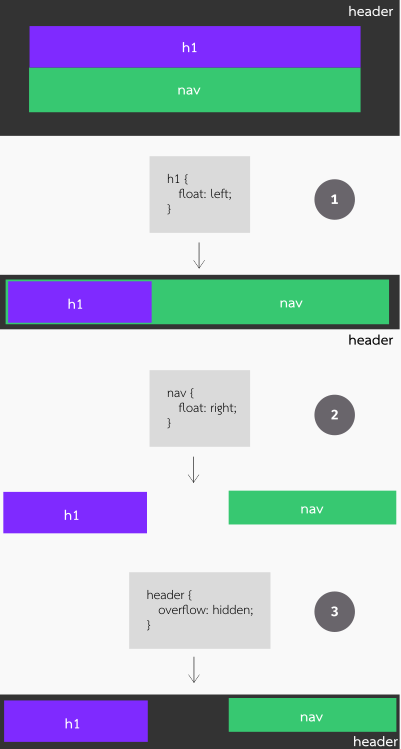 header
h1
nav
h1 {
float: left;
}
1
h1
nav
header
nav {
float: right;
}
2
h1
nav
header {
overflow: hidden;
}
3
h1
nav
header